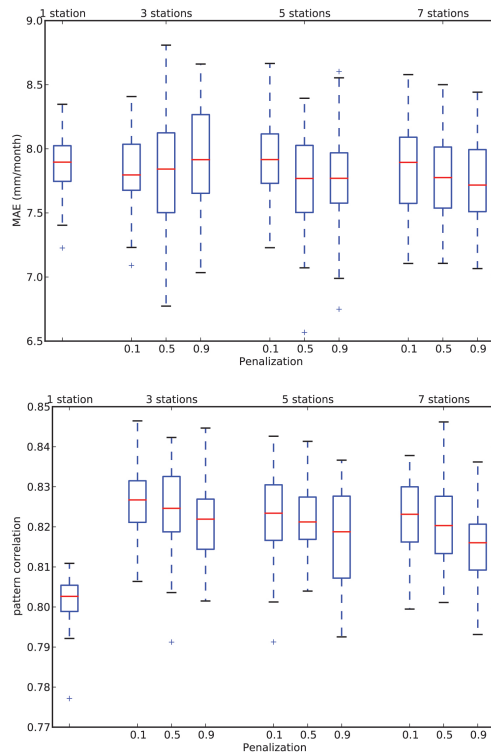 1 station 3 stations 5 stations 7 stations
9.0
8.5
8.0
7.5
7.0
6.5
MAE (mm/month)
0.1 0.5 0.9 0.1 0.5 0.9 0.1 0.5 0.9
Penalization
1 station 3 stations 5 stations 7 stations
0.85
0.84
0.83
0.82
0.81
0.80
0.79
0.78
0.77
pattern correlation
0.1 0.5 0.9 0.1 0.5 0.9 0.1 0.5 0.9
Penalization